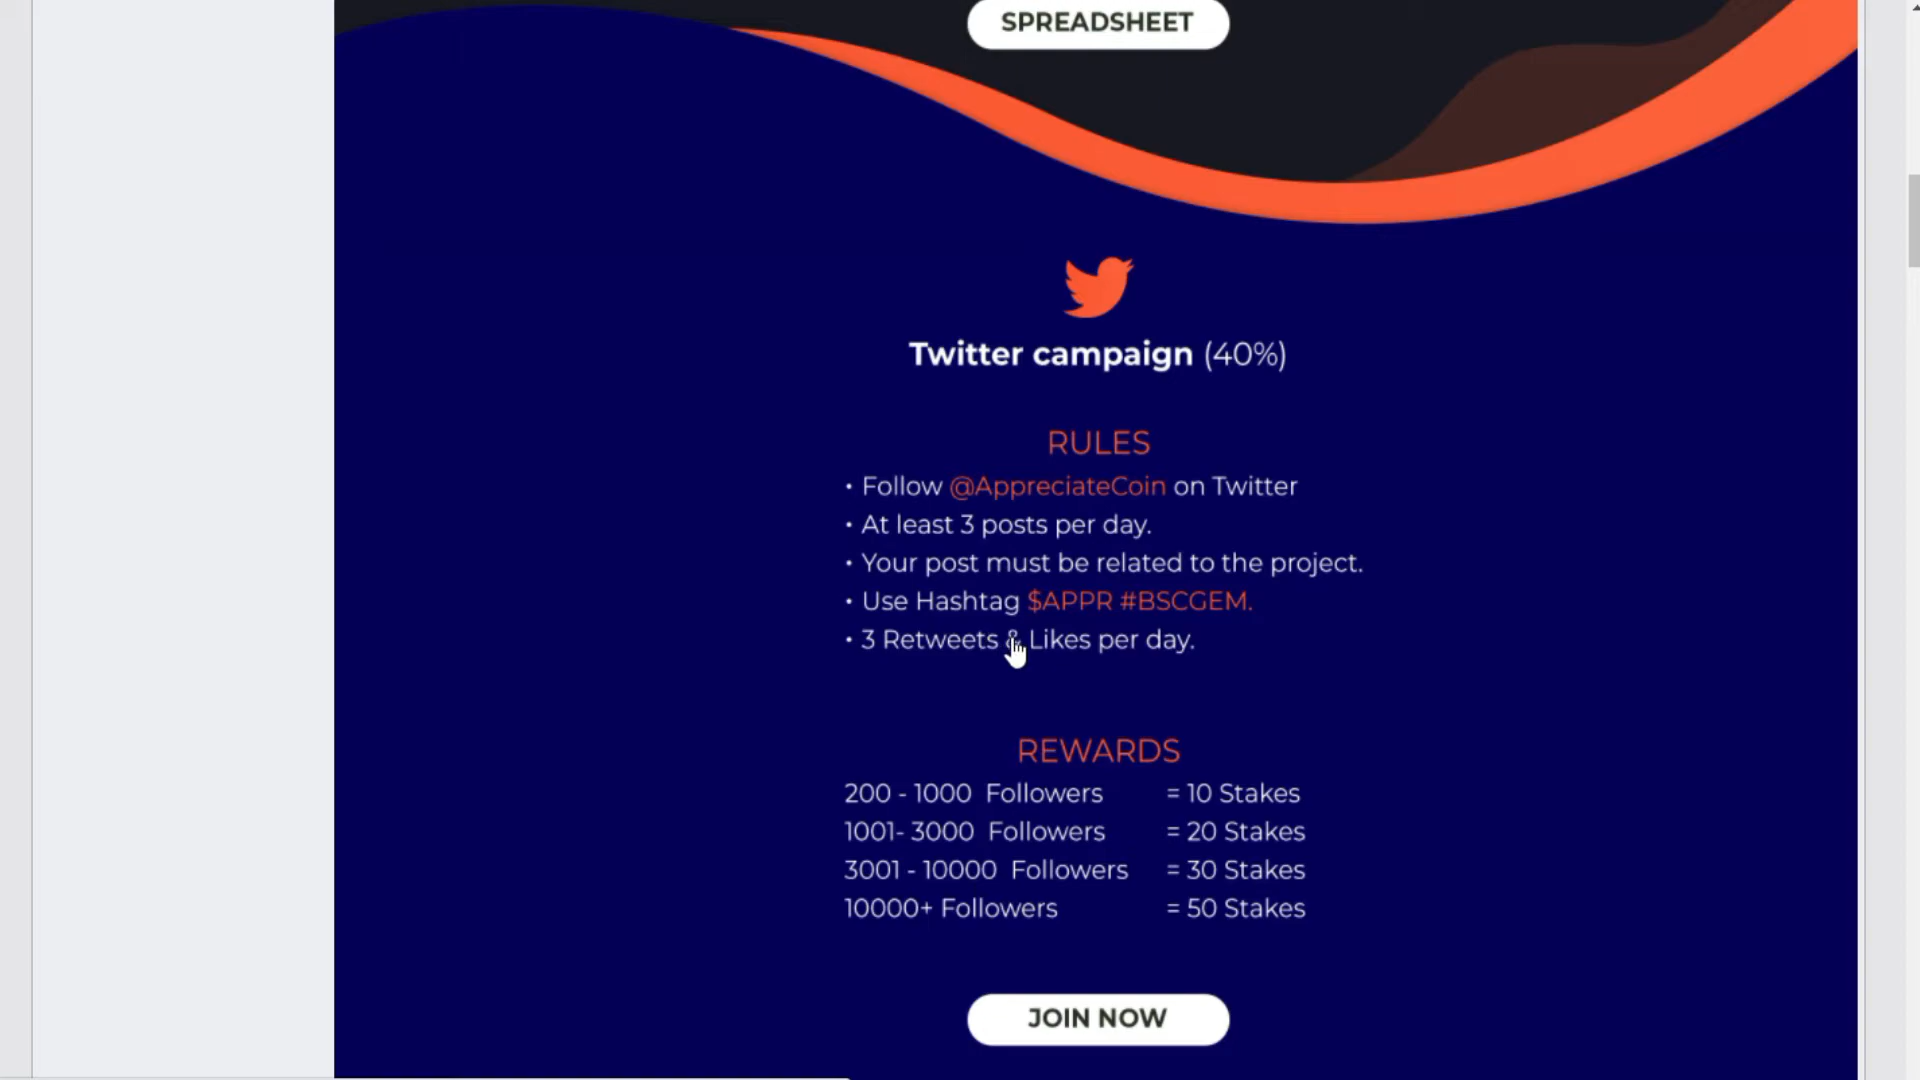 SPREADSHEET
Twitter campaign (40%)
RULES
• Follow @AppreciateCoin on Twitter
• At least 3 posts per day.
• Your post must be related to the project.
• Use Hashtag $APPR #BSCGEM.
• 3 Retweets & Likes per day.
REWARDS
200 - 1000 Followers = 10 Stakes
1001- 3000 Followers = 20 Stakes
3001 - 10000 Followers = 30 Stakes
10000+ Followers = 50 Stakes
JOIN NOW